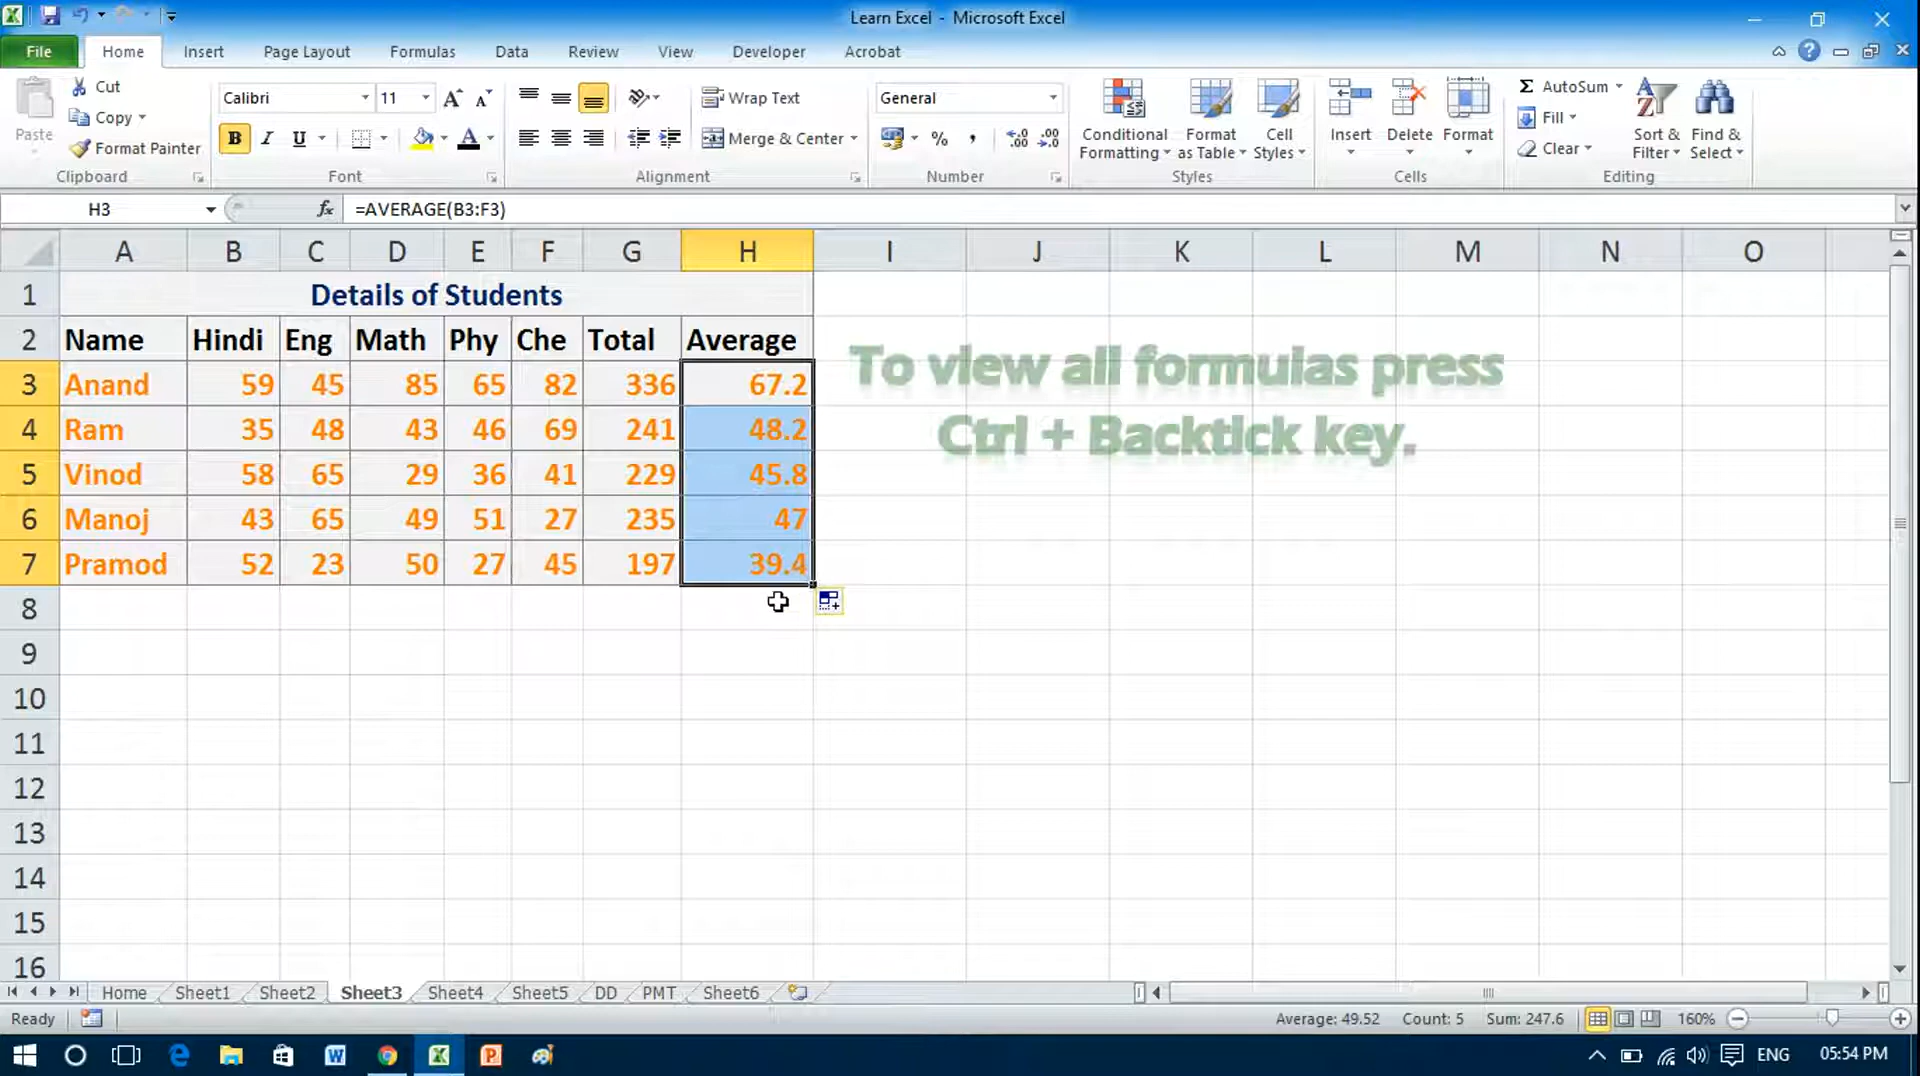 Learn Excel - Microsoft Excel
File Home Insert Page Layout Formulas Data Review View Developer Acrobat
Cut
Copy
Format Painter
Paste
Calibri 11
B I U
Wrap Text
Merge & Center
General
%
Conditional Formatting
Format as Table
Cell Styles
Insert
Delete
Format
Σ AutoSum
Fill
Clear
Sort & Filter
Find & Select
Clipboard Font Alignment Number Styles Cells Editing
H3 fx =AVERAGE(B3:F3)
A B C D E F G H I J K L M N O
1 Details of Students
2 Name Hindi Eng Math Phy Che Total Average
3 Anand 59 45 85 65 82 336 67.2
4 Ram 35 48 43 46 69 241 48.2
5 Vinod 58 65 29 36 41 229 45.8
6 Manoj 43 65 49 51 27 235 47
7 Pramod 52 23 50 27 45 197 39.4
To view all formulas press
Ctrl + Backtick key.
8
9
10
11
12
13
14
15
16
Home Sheet1 Sheet2 Sheet3 Sheet4 Sheet5 DD PMT Sheet6
Ready Average: 49.52 Count: 5 Sum: 247.6 160%
ENG 05:54 PM